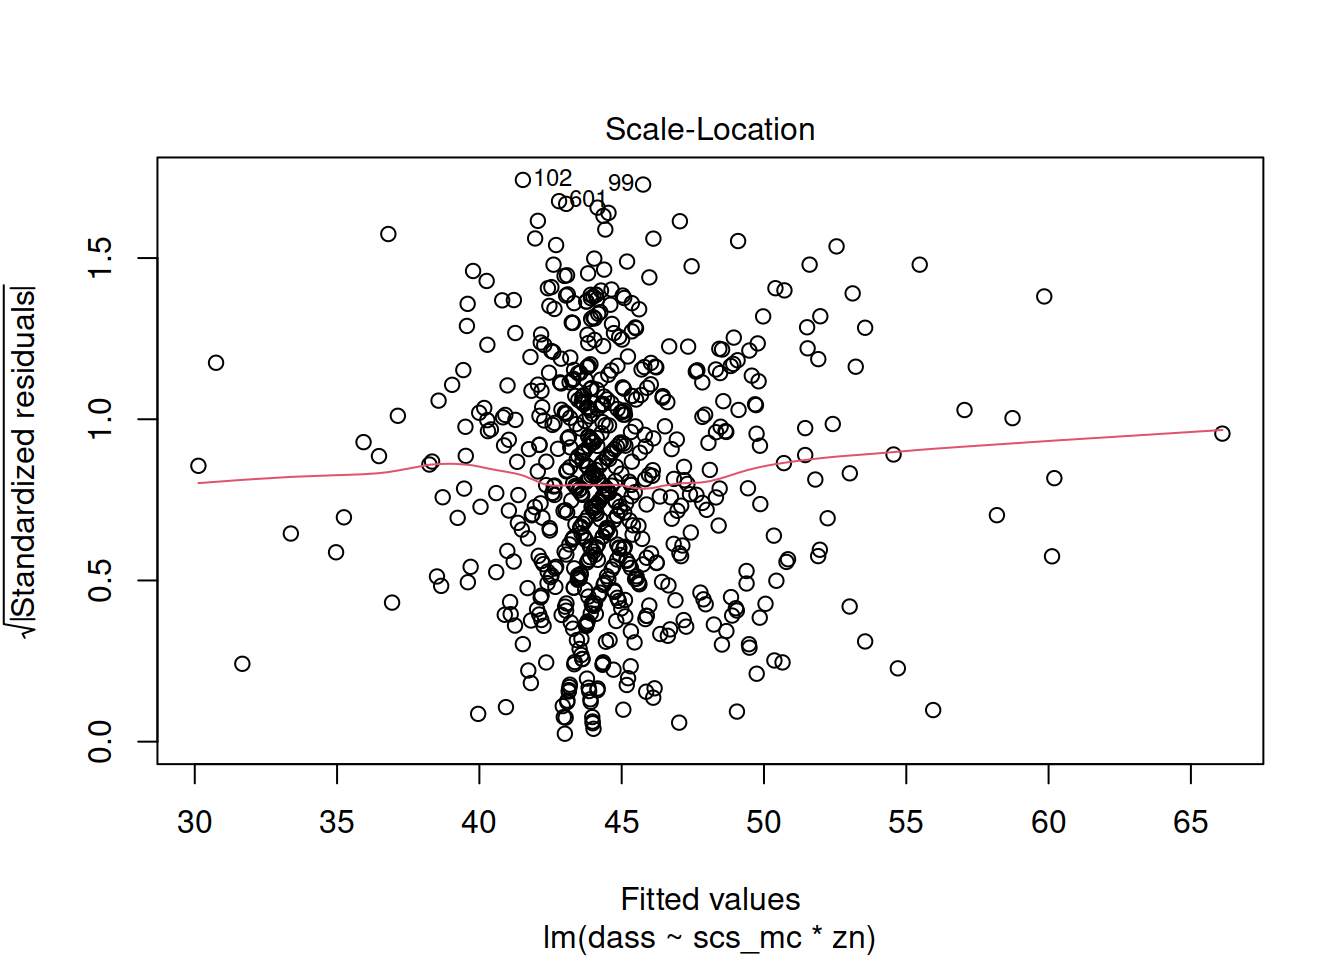 Scale-Location
√|Standardized residuals|
1.5
1.0
0.5
0.0
102
99
601
30 35 40 45 50 55 60 65
Fitted values
lm(dass ~ scs_mc * zn)